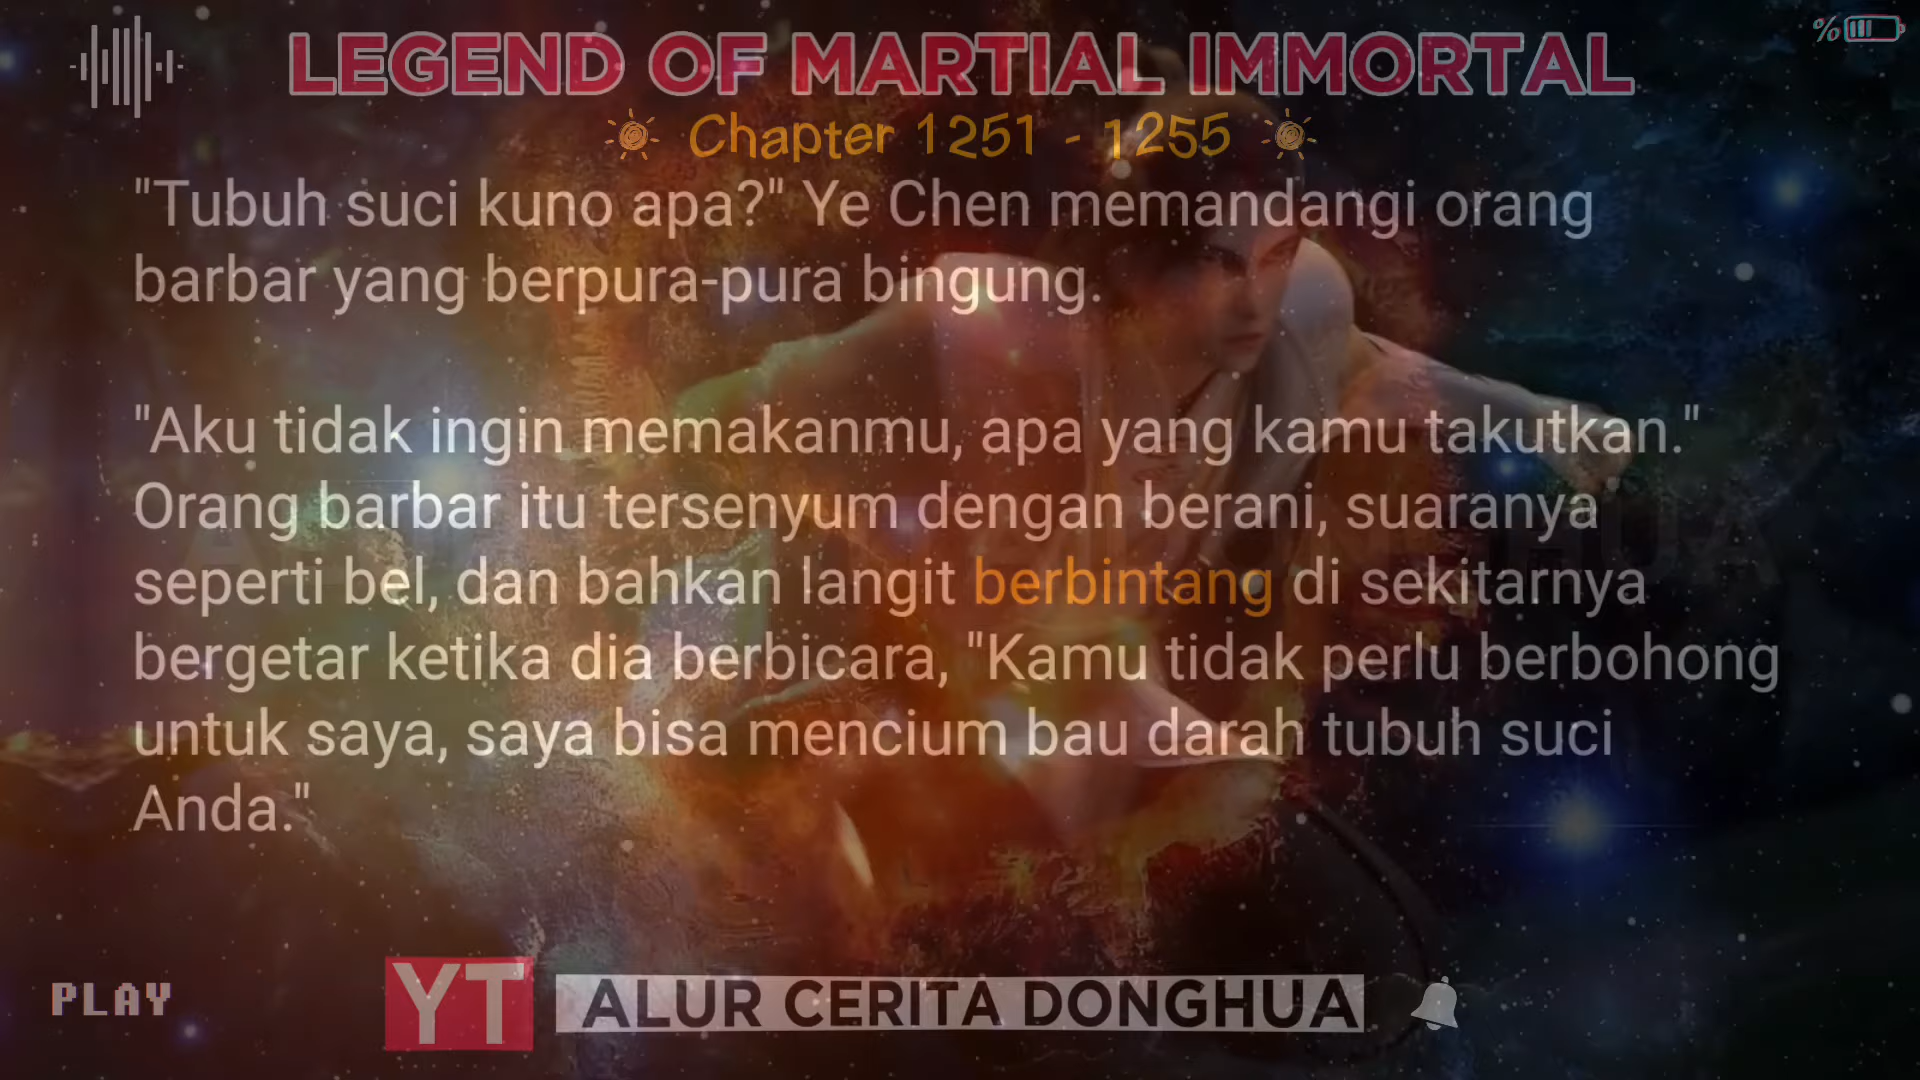 LEGEND OF MARTIAL IMMORTAL
%
Chapter 1251 - 1255
"Tubuh suci kuno apa?" Ye Chen memandangi orang
barbar yang berpura-pura bingung.
"Aku tidak ingin memakanmu, apa yang kamu takutkan."
Orang barbar itu tersenyum dengan berani, suaranya
seperti bel, dan bahkan langit berbintang di sekitarnya
bergetar ketika dia berbicara, "Kamu tidak perlu berbohong
untuk saya, saya bisa mencium bau darah tubuh suci
Anda."
PLAY
YT
ALUR CERITA DONGHUA